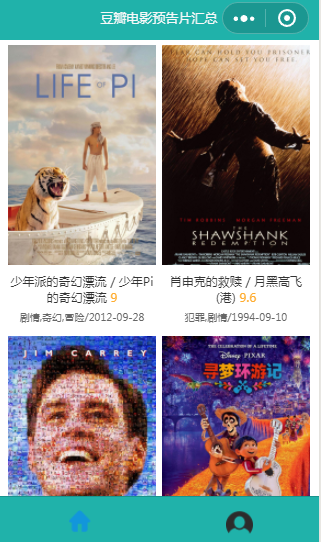 豆瓣电影预告片汇总
LIFE OF PI
FEAR CAN HOLD YOU PRISONER
HOPE CAN SET YOU FREE.
TIM ROBBINS MORGAN FREEMAN
THE
SHAWSHANK
REDEMPTION
少年派的奇幻漂流 / 少年Pi
的奇幻漂流 9
剧情,奇幻,冒险/2012-09-28
肖申克的救赎 / 月黑高飞
(港) 9.6
犯罪,剧情/1994-09-10
JIM CARREY
THE CELEBRATION OF A LIFETIME
Disney PIXAR
寻梦环游记